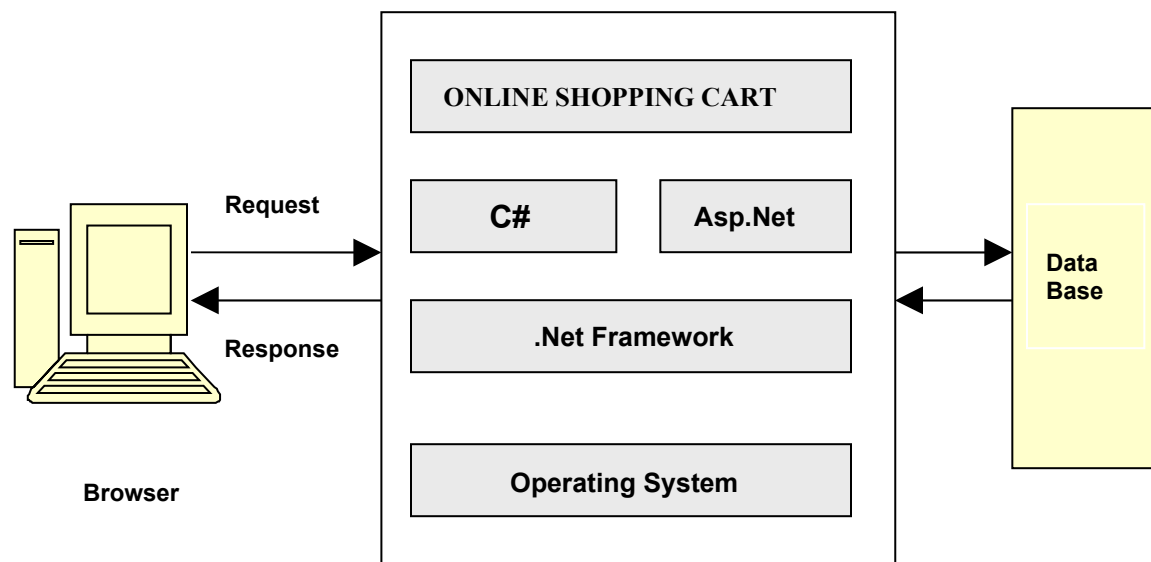 ONLINE SHOPPING CART
Request
C#
Asp.Net
Data
Base
.Net Framework
Response
Operating System
Browser